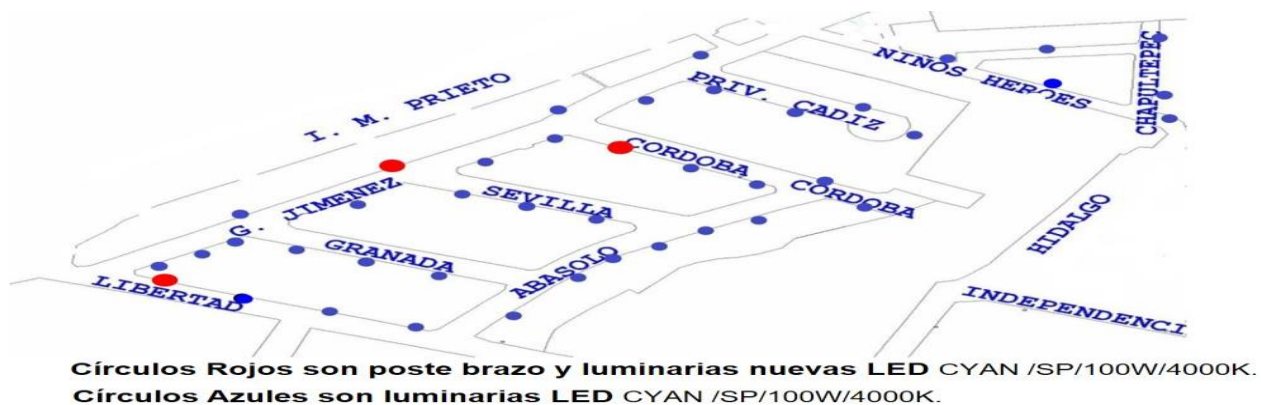 I. M. PRIETO
NIÑOS HEROES
CHAPULTEPEC
PRIV. CADIZ
CORDOBA
CORDOBA
SEVILLA
G. JIMENEZ
HIDALGO
GRANADA
ABASOLO
LIBERTAD
INDEPENDENCI
Círculos Rojos son poste brazo y luminarias nuevas LED CYAN /SP/100W/4000K.
Círculos Azules son luminarias LED CYAN /SP/100W/4000K.